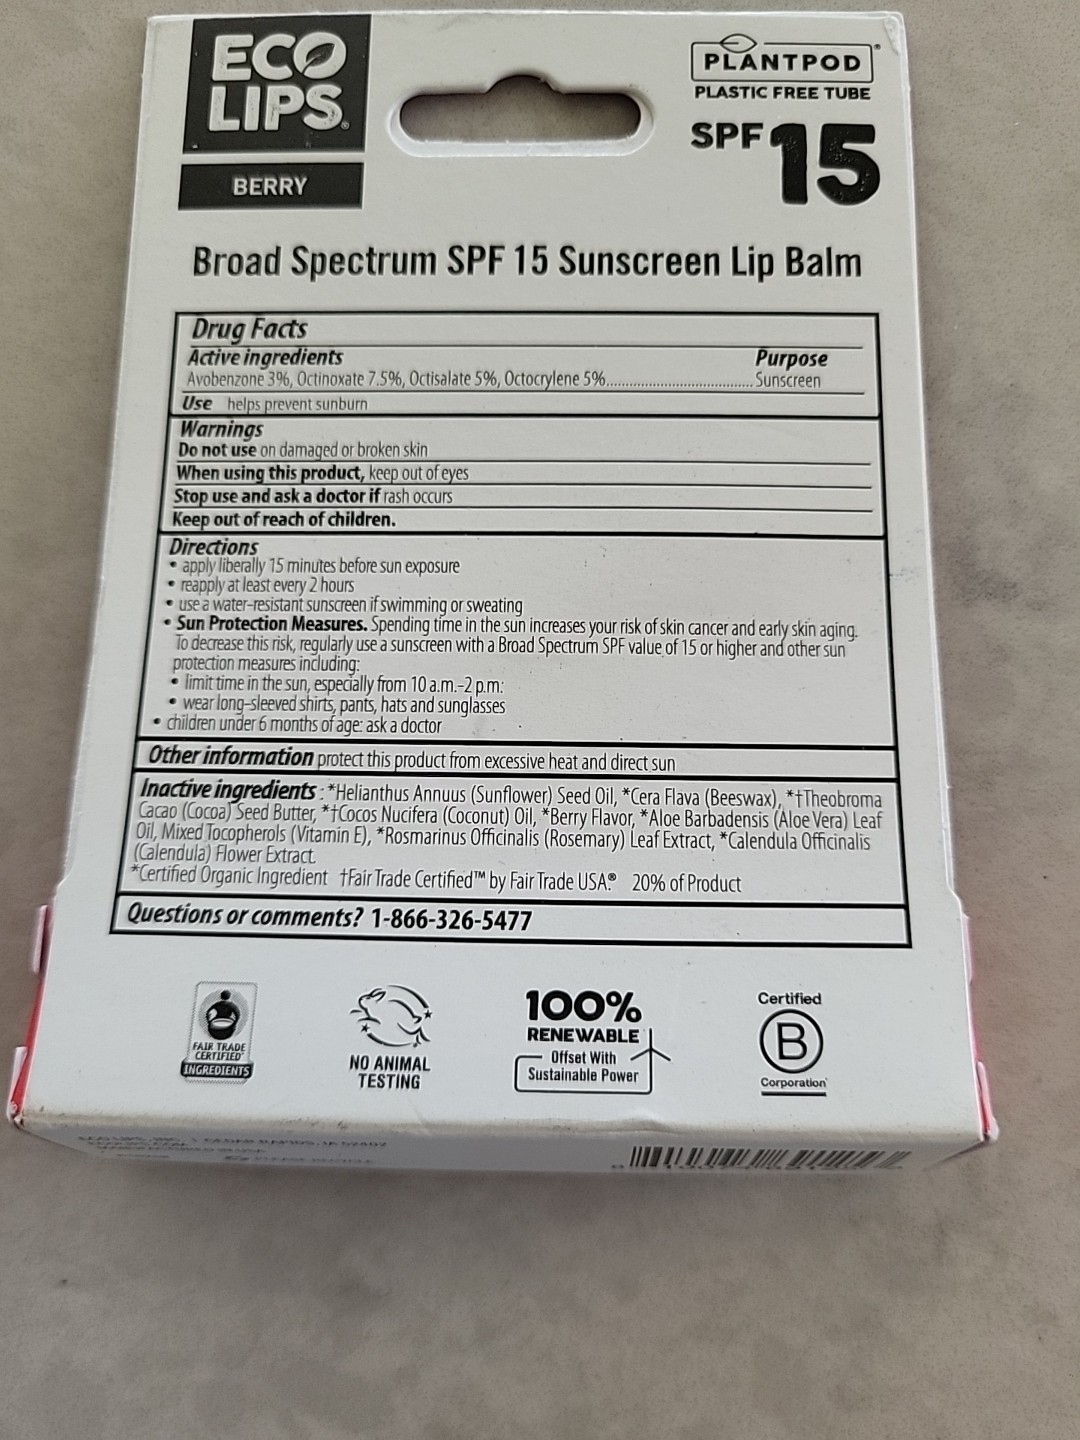 ECO
LIPS®
BERRY
PLANTPOD®
PLASTIC FREE TUBE
SPF 15
Broad Spectrum SPF 15 Sunscreen Lip Balm
Drug Facts
Active ingredients Purpose
Avobenzone 3%, Octinoxate 7.5%, Octisalate 5%, Octocrylene 5%.................................... Sunscreen
Use helps prevent sunburn
Warnings
Do not use on damaged or broken skin
When using this product, keep out of eyes
Stop use and ask a doctor if rash occurs
Keep out of reach of children.
Directions
• apply liberally 15 minutes before sun exposure
• reapply at least every 2 hours
• use a water-resistant sunscreen if swimming or sweating
• Sun Protection Measures. Spending time in the sun increases your risk of skin cancer and early skin aging.
To decrease this risk, regularly use a sunscreen with a Broad Spectrum SPF value of 15 or higher and other sun
protection measures including:
• limit time in the sun, especially from 10 a.m.-2 p.m:
• wear long-sleeved shirts, pants, hats and sunglasses
• children under 6 months of age: ask a doctor
Other information protect this product from excessive heat and direct sun
Inactive ingredients : *Helianthus Annuus (Sunflower) Seed Oil, *Cera Flava (Beeswax), *†Theobroma
Cacao (Cocoa) Seed Butter, *†Cocos Nucifera (Coconut) Oil, *Berry Flavor, *Aloe Barbadensis (Aloe Vera) Leaf
Oil, Mixed Tocopherols (Vitamin E), *Rosmarinus Officinalis (Rosemary) Leaf Extract, *Calendula Officinalis
(Calendula) Flower Extract.
*Certified Organic Ingredient †Fair Trade Certified™ by Fair Trade USA.® 20% of Product
Questions or comments? 1-866-326-5477
FAIR TRADE
CERTIFIED
INGREDIENTS
NO ANIMAL
TESTING
100%
RENEWABLE
Offset With
Sustainable Power
Certified
B
Corporation
ECO LIPS, INC. | CEDAR RAPIDS, IA 52402